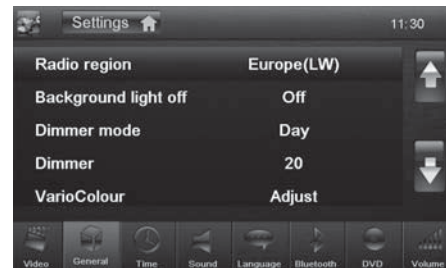 Settings 11:30
Radio region Europe(LW)
Background light off Off
Dimmer mode Day
Dimmer 20
VarioColour Adjust
Video General Time Sound Language Bluetooth DVD Volume